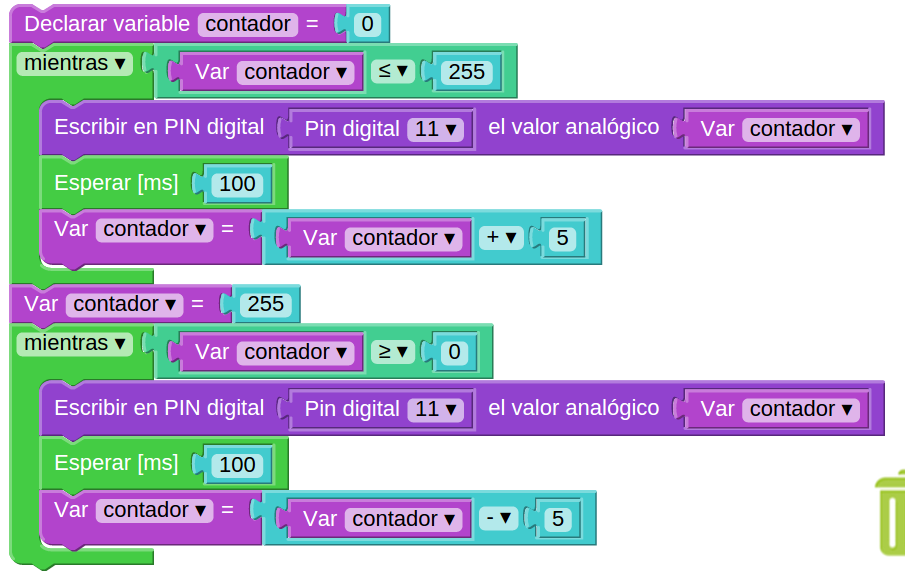 Declarar variable contador = 0
mientras ▼ Var contador ▼ ≤ ▼ 255
Escribir en PIN digital Pin digital 11 ▼ el valor analógico Var contador ▼
Esperar [ms] 100
Var contador ▼ = Var contador ▼ + ▼ 5
Var contador ▼ = 255
mientras ▼ Var contador ▼ ≥ ▼ 0
Escribir en PIN digital Pin digital 11 ▼ el valor analógico Var contador ▼
Esperar [ms] 100
Var contador ▼ = Var contador ▼ - ▼ 5